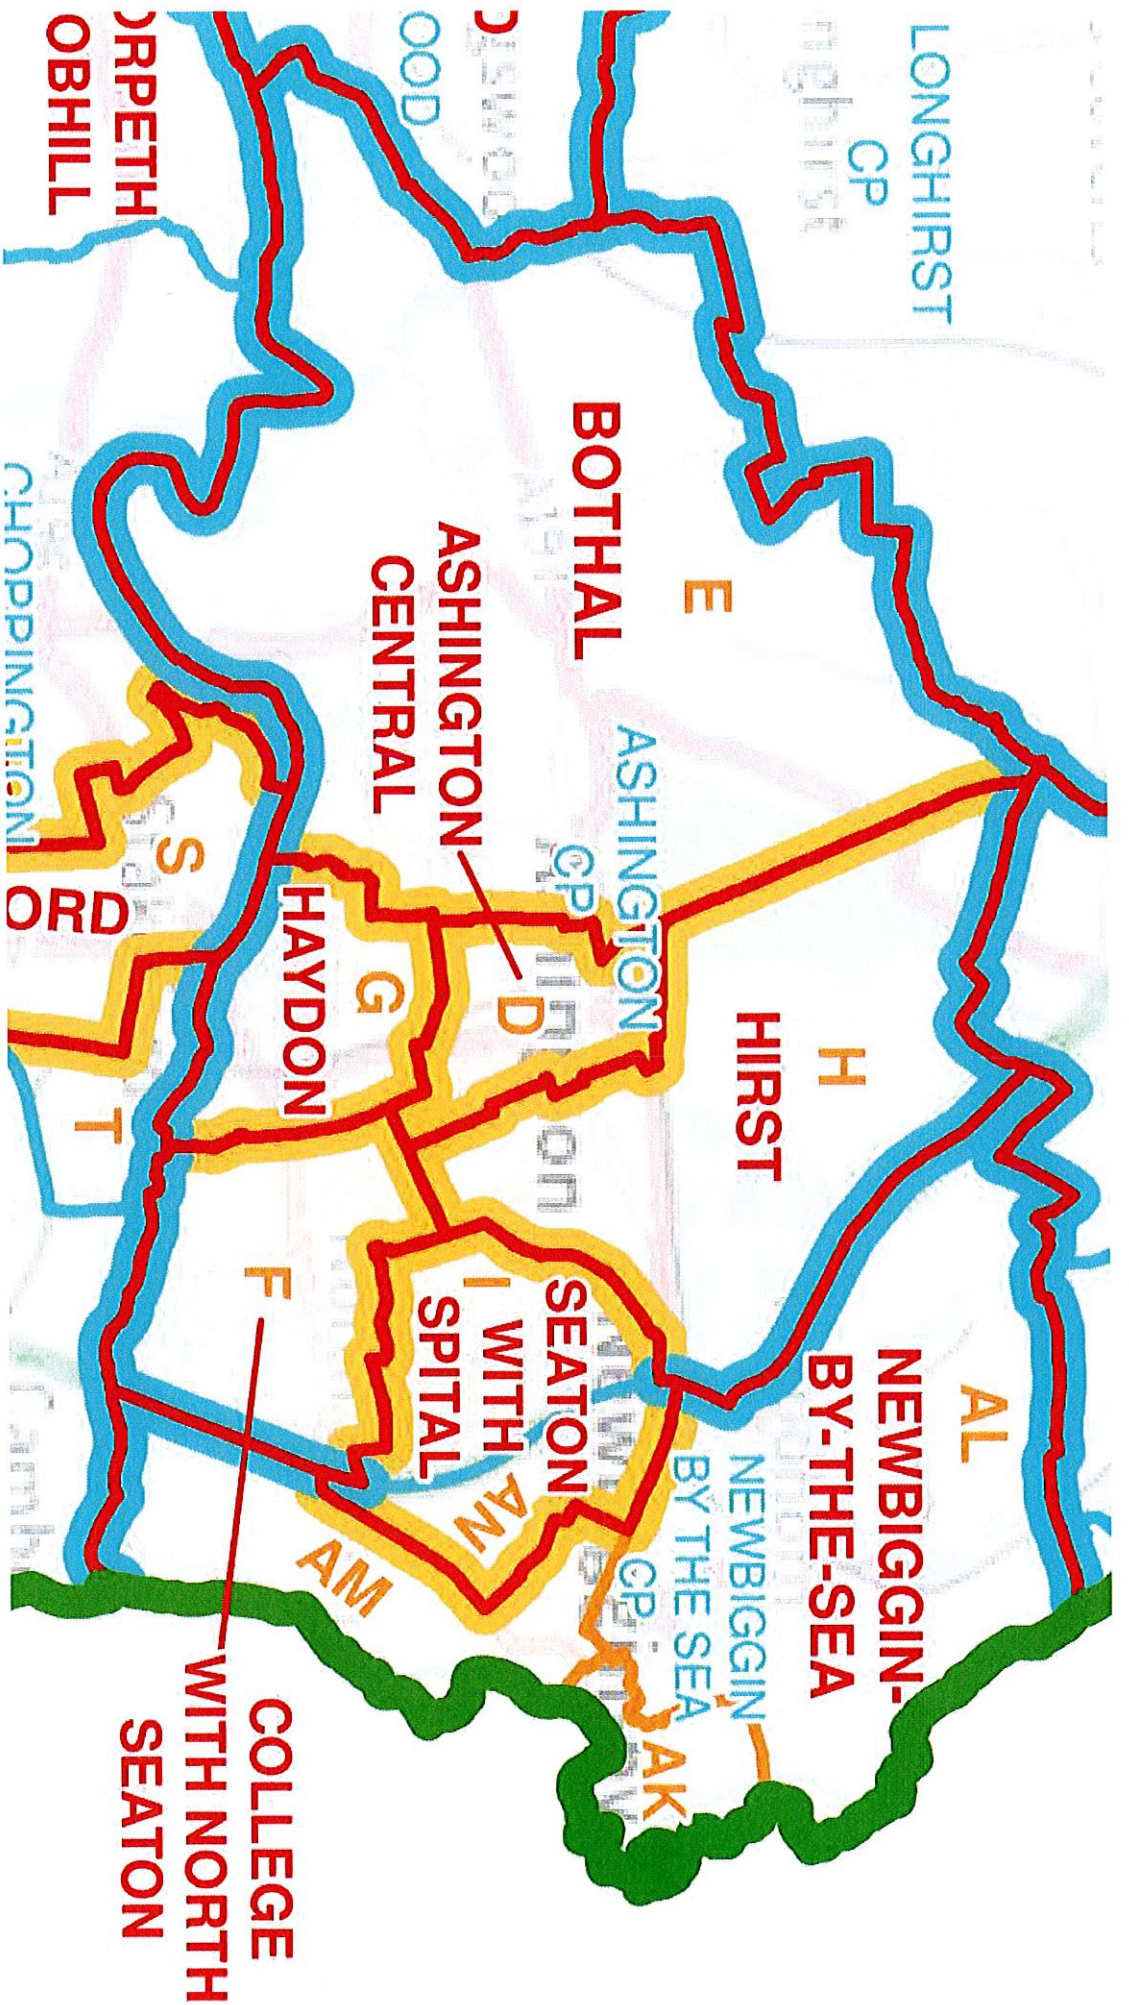 LONGHIRST
CP
OOD
ORPETH
OBHILL
E
BOTHAL
ASHINGTON
CENTRAL
ASHINGTON
CP
H
HIRST
D
G
HAYDON
S
ORD
T
CHOPPINGTON
AL
NEWBIGGIN-
BY-THE-SEA
NEWBIGGIN
BY THE SEA
CP
SEATON
I WITH
SPITAL
AN
AM
AK
F
COLLEGE
WITH NORTH
SEATON